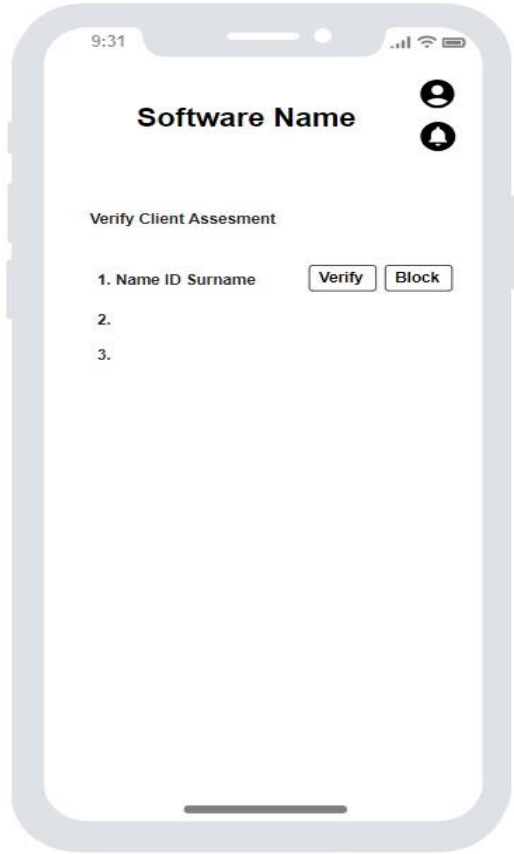 9:31
Software Name
Verify Client Assesment
1. Name ID Surname Verify Block
2.
3.